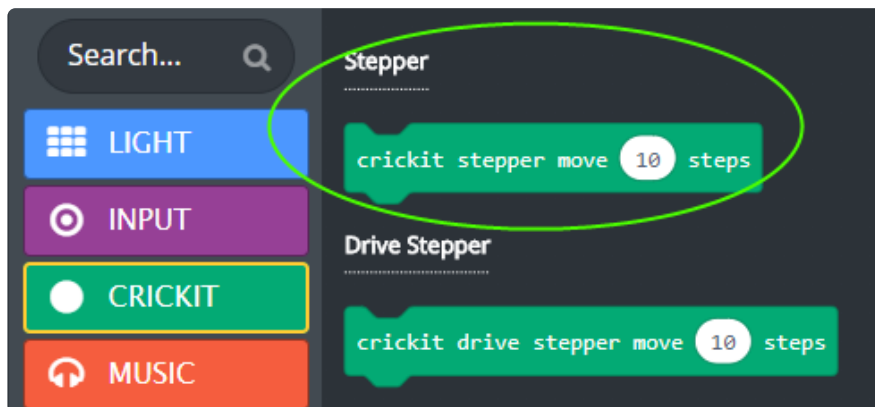 Search...
LIGHT
INPUT
CRICKIT
MUSIC
Stepper
crickit stepper move 10 steps
Drive Stepper
crickit drive stepper move 10 steps